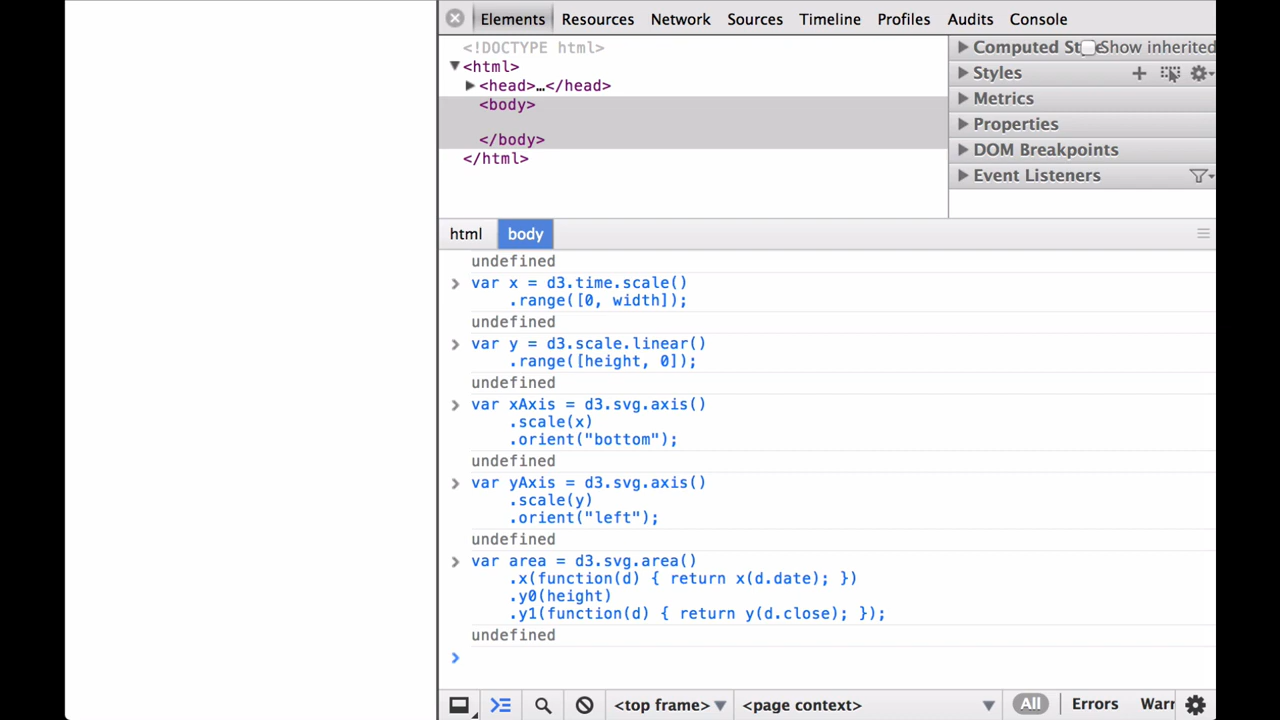 Elements Resources Network Sources Timeline Profiles Audits Console
<!DOCTYPE html>
<html>
<head>…</head>
<body>
</body>
</html>
Computed Show inherited
Styles
Metrics
Properties
DOM Breakpoints
Event Listeners
html body
undefined
var x = d3.time.scale()
.range([0, width]);
undefined
var y = d3.scale.linear()
.range([height, 0]);
undefined
var xAxis = d3.svg.axis()
.scale(x)
.orient("bottom");
undefined
var yAxis = d3.svg.axis()
.scale(y)
.orient("left");
undefined
var area = d3.svg.area()
.x(function(d) { return x(d.date); })
.y0(height)
.y1(function(d) { return y(d.close); });
undefined
<top frame> <page context> All Errors Warr